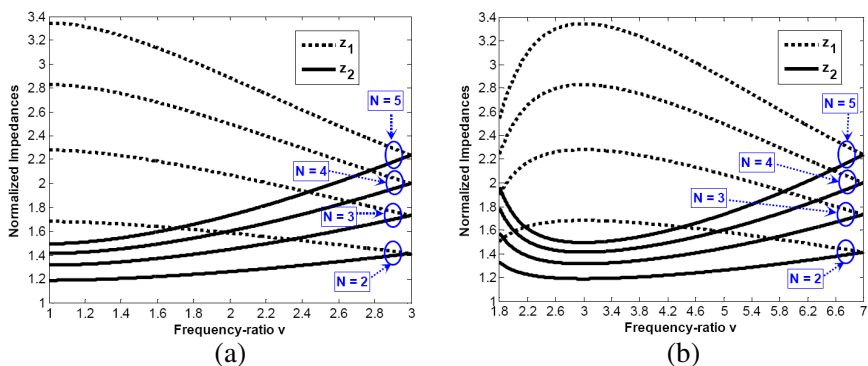 3.4
3.2
3
2.8
2.6
2.4
2.2
2
1.8
1.6
1.4
1.2
1
Normalized Impedances
z1
z2
N = 5
N = 4
N = 3
N = 2
1 1.2 1.4 1.6 1.8 2 2.2 2.4 2.6 2.8 3
Frequency-ratio v
(a)
3.4
3.2
3
2.8
2.6
2.4
2.2
2
1.8
1.6
1.4
1.2
1
Normalized Impedances
z1
z2
N = 5
N = 4
N = 3
N = 2
1.8 2.2 2.6 3 3.4 3.8 4.2 4.6 5 5.4 5.8 6.2 6.6 7
Frequency-ratio v
(b)